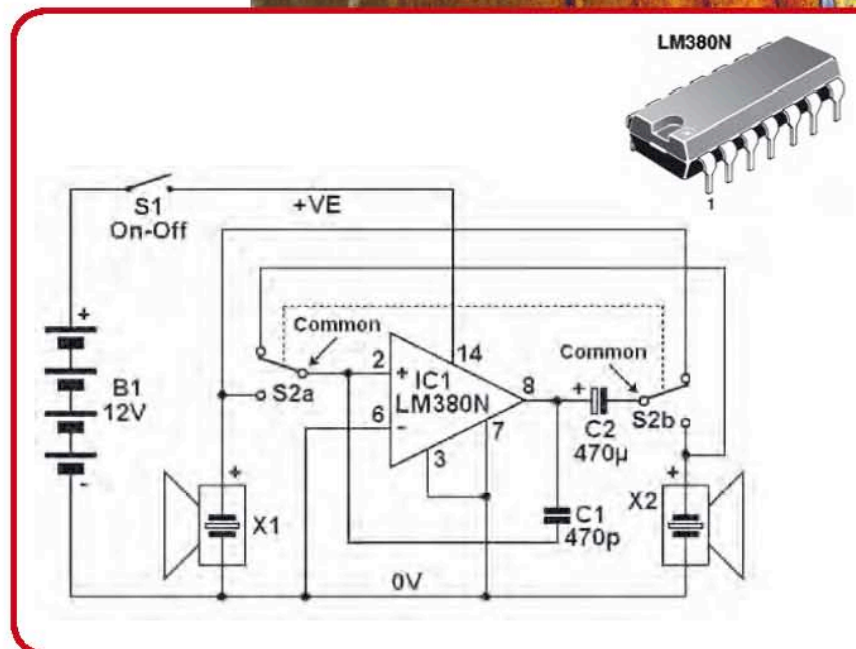 LM380N
1
S1
On-Off
+VE
+
B1
12V
-
Common
S2a
2
+
6
-
IC1
LM380N
14
8
7
3
+
C2
470µ
Common
S2b
C1
470p
+
X1
+
X2
0V